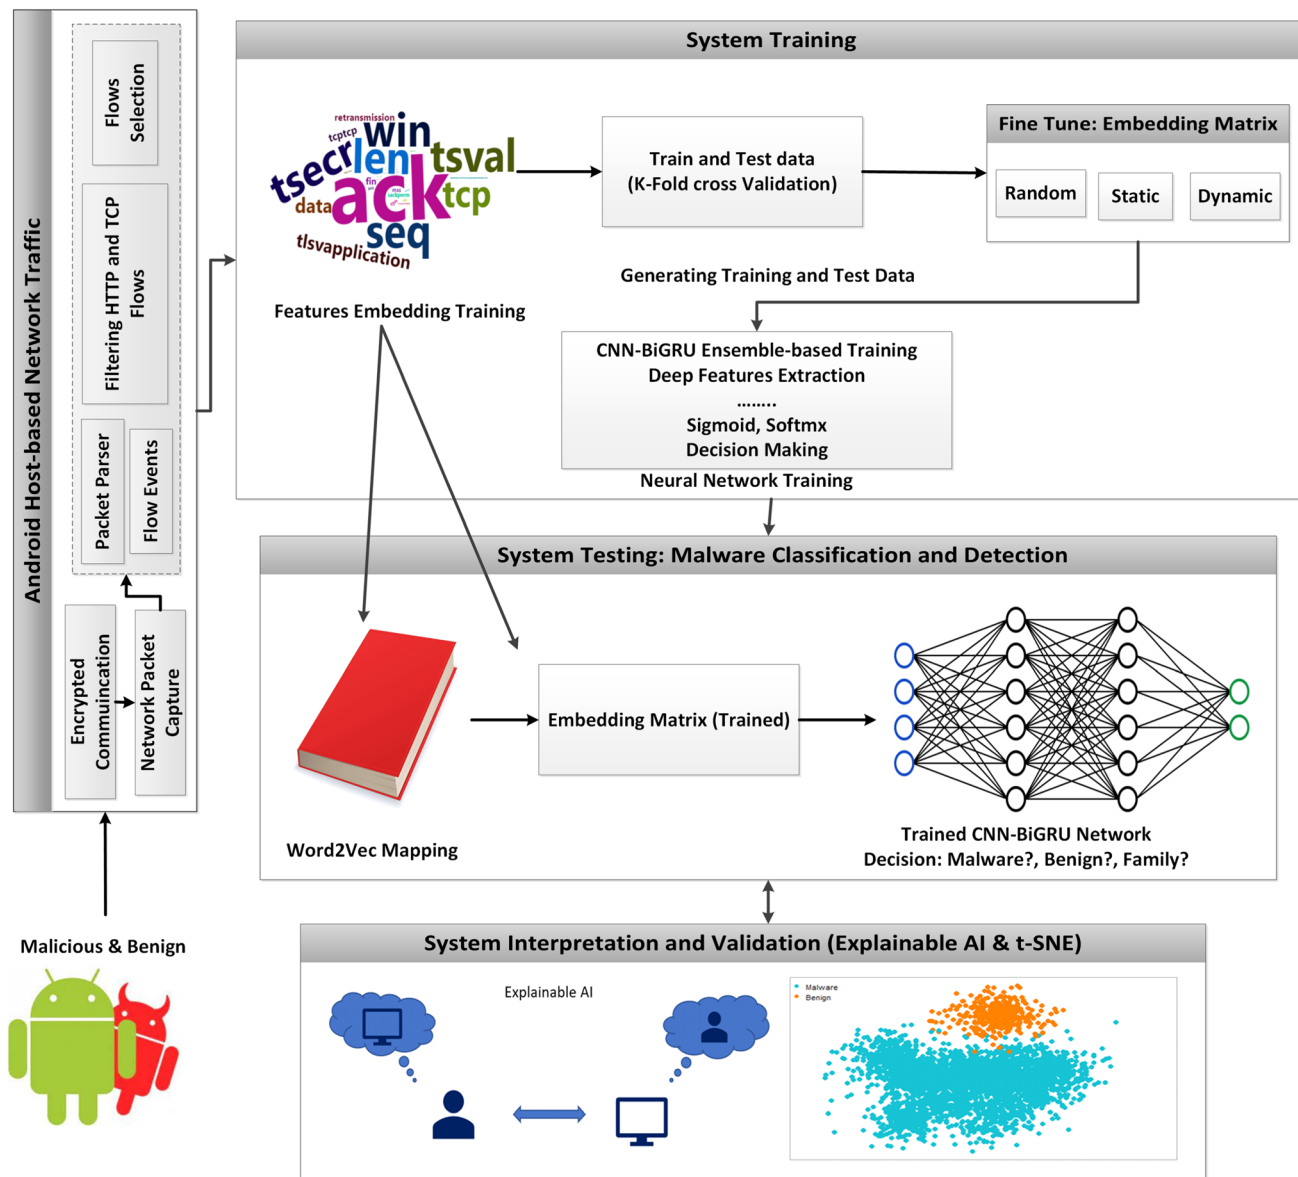 Android Host-based Network Traffic
Flows
Selection
Filtering HTTP and TCP
Flows
Packet Parser
Flow Events
Encrypted
Commuincation
Network Packet
Capture
Malicious & Benign
System Training
retransmission
tcptcp
win
tsecr
len
tsval
fin
ack
tcp
data
seq
tlsvapplication
Features Embedding Training
Train and Test data
(K-Fold cross Validation)
Generating Training and Test Data
Fine Tune: Embedding Matrix
Random
Static
Dynamic
CNN-BiGRU Ensemble-based Training
Deep Features Extraction
........
Sigmoid, Softmx
Decision Making
Neural Network Training
System Testing: Malware Classification and Detection
Word2Vec Mapping
Embedding Matrix (Trained)
Trained CNN-BiGRU Network
Decision: Malware?, Benign?, Family?
System Interpretation and Validation (Explainable AI & t-SNE)
Explainable AI
Malware
Benign